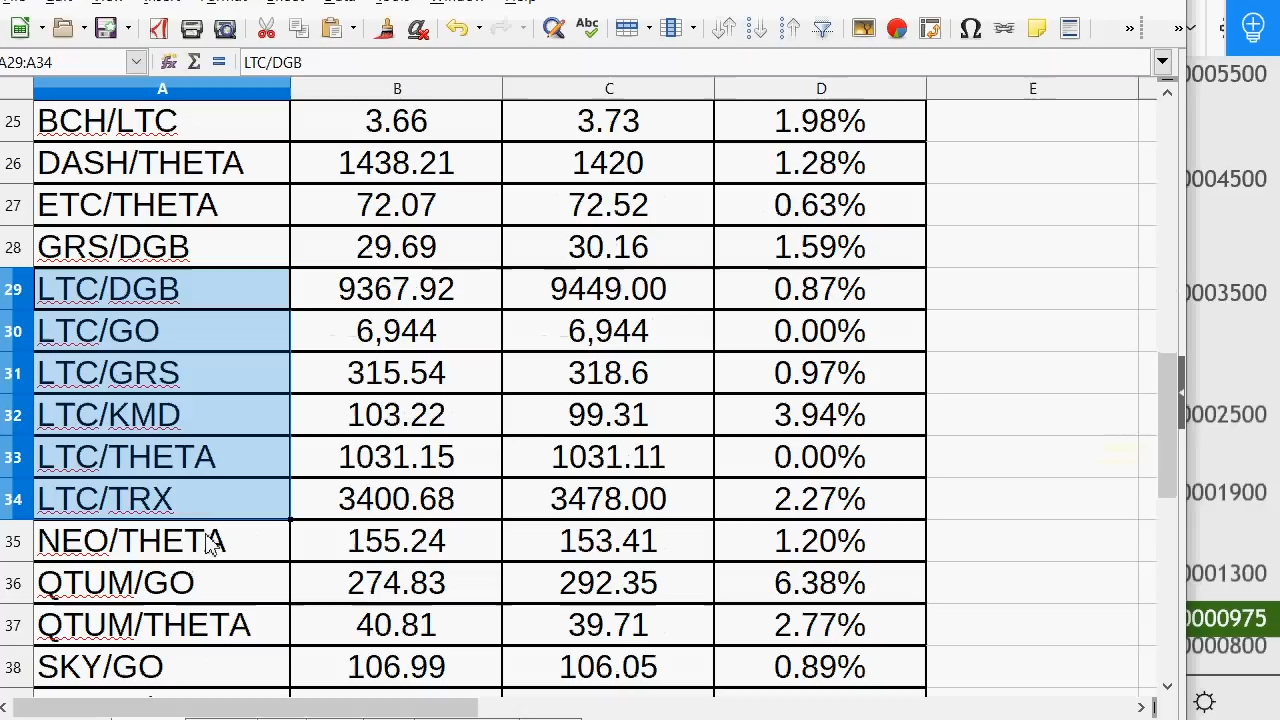 A29:A34 LTC/DGB
A B C D E
25 BCH/LTC 3.66 3.73 1.98%
26 DASH/THETA 1438.21 1420 1.28%
27 ETC/THETA 72.07 72.52 0.63%
28 GRS/DGB 29.69 30.16 1.59%
29 LTC/DGB 9367.92 9449.00 0.87%
30 LTC/GO 6,944 6,944 0.00%
31 LTC/GRS 315.54 318.6 0.97%
32 LTC/KMD 103.22 99.31 3.94%
33 LTC/THETA 1031.15 1031.11 0.00%
34 LTC/TRX 3400.68 3478.00 2.27%
35 NEO/THETA 155.24 153.41 1.20%
36 QTUM/GO 274.83 292.35 6.38%
37 QTUM/THETA 40.81 39.71 2.77%
38 SKY/GO 106.99 106.05 0.89%
0005500
0004500
0003500
0002500
0001900
0001300
0000975
0000800